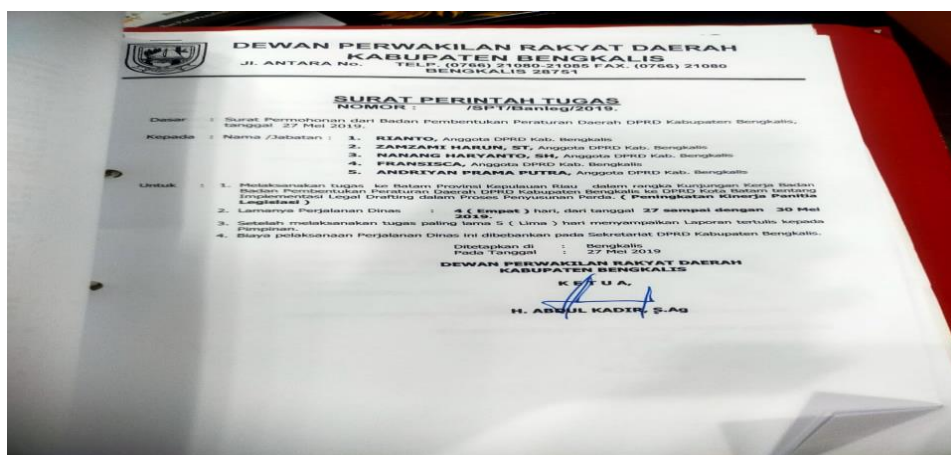 DEWAN PERWAKILAN RAKYAT DAERAH
KABUPATEN BENGKALIS
Jl. ANTARA No. TELP. (0766) 21080-21085 FAX. (0766) 21080
BENGKALIS 28751
SURAT PERINTAH TUGAS
NOMOR : /SPT/Banleg/2019.
Dasar : Surat Permohonan dari Badan Pembentukan Peraturan Daerah DPRD Kabupaten Bengkalis,
tanggal 27 Mei 2019.
Kepada : Nama /Jabatan : 1. RIANTO, Anggota DPRD Kab. Bengkalis
2. ZAMZAMI HARUN, ST, Anggota DPRD Kab. Bengkalis
3. NANANG HARYANTO, SH, Anggota DPRD Kab. Bengkalis
4. FRANSISCA, Anggota DPRD Kab. Bengkalis
5. ANDRIYAN PRAMA PUTRA, Anggota DPRD Kab. Bengkalis
Untuk : 1. Melaksanakan tugas ke Batam Provinsi Kepulauan Riau dalam rangka Kunjungan Kerja Badan
Badan Pembentukan Peraturan Daerah DPRD Kabupaten Bengkalis ke DPRD Kota Batam tentang
Implementasi Legal Drafting dalam Proses Penyusunan Perda. ( Peningkatan Kinerja Panitia
Legislasi )
2. Lamanya Perjalanan Dinas : 4 ( Empat ) hari, dari tanggal 27 sampai dengan 30 Mei
2019.
3. Setelah melaksanakan tugas paling lama 5 ( Lima ) hari menyampaikan Laporan tertulis kepada
Pimpinan.
4. Biaya pelaksanaan Perjalanan Dinas ini dibebankan pada Sekretariat DPRD Kabupaten Bengkalis.
Ditetapkan di : Bengkalis
Pada Tanggal : 27 Mei 2019
DEWAN PERWAKILAN RAKYAT DAERAH
KABUPATEN BENGKALIS
K E T U A,
H. ABDUL KADIR, S.Ag